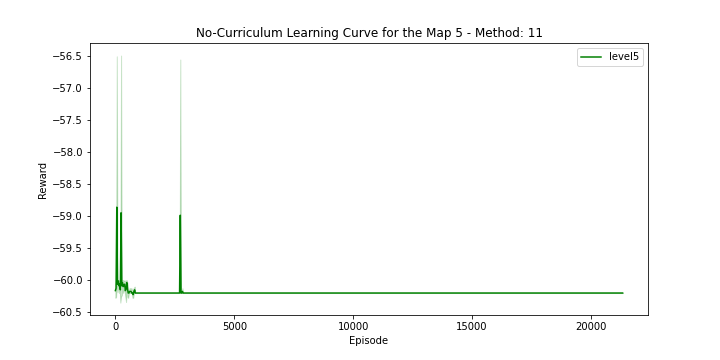 No-Curriculum Learning Curve for the Map 5 - Method: 11
level5
−56.5
−57.0
−57.5
−58.0
−58.5
−59.0
−59.5
−60.0
−60.5
Reward
0 5000 10000 15000 20000
Episode